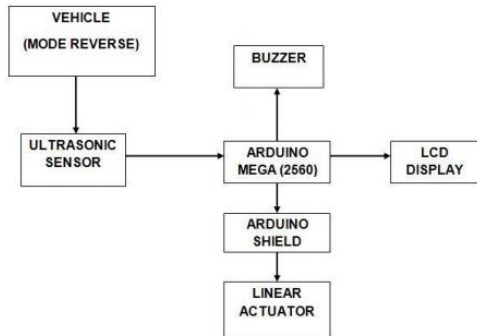 VEHICLE
(MODE REVERSE)
BUZZER
ULTRASONIC
SENSOR
ARDUINO
MEGA (2560)
LCD
DISPLAY
ARDUINO
SHIELD
LINEAR
ACTUATOR